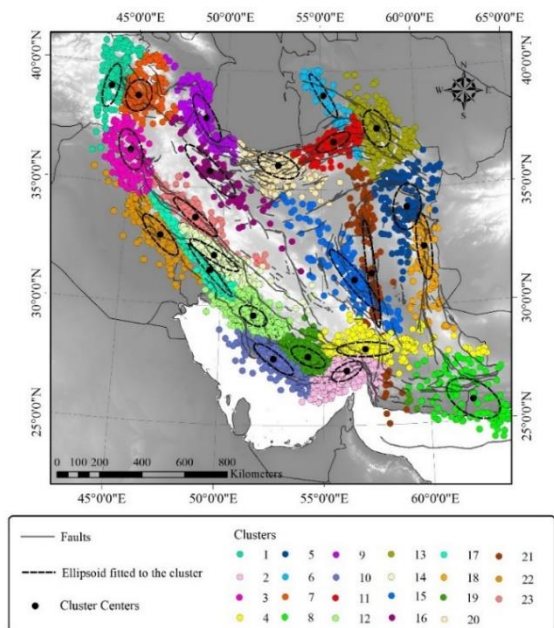 45°0'0"E 50°0'0"E 55°0'0"E 60°0'0"E 65°0'0"E
40°0'0"N
35°0'0"N
30°0'0"N
25°0'0"N
N
W E
S
40°0'0"N
35°0'0"N
30°0'0"N
25°0'0"N
0 100 200 400 600 800
Kilometers
45°0'0"E 50°0'0"E 55°0'0"E 60°0'0"E
Faults
Ellipsoid fitted to the cluster
Cluster Centers
Clusters
1 5 9 13 17 21
2 6 10 14 18 22
3 7 11 15 19 23
4 8 12 16 20